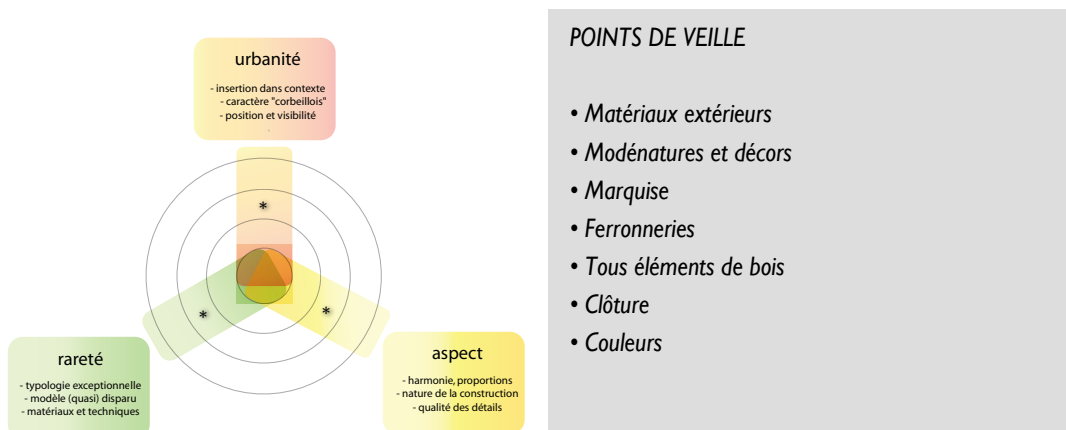 urbanité
- insertion dans contexte
- caractère "corbeillois"
- position et visibilité
.
*
*
*
rareté
- typologie exceptionnelle
- modèle (quasi) disparu
- matériaux et techniques
aspect
- harmonie, proportions
- nature de la construction
- qualité des détails
POINTS DE VEILLE
• Matériaux extérieurs
• Modénatures et décors
• Marquise
• Ferronneries
• Tous éléments de bois
• Clôture
• Couleurs